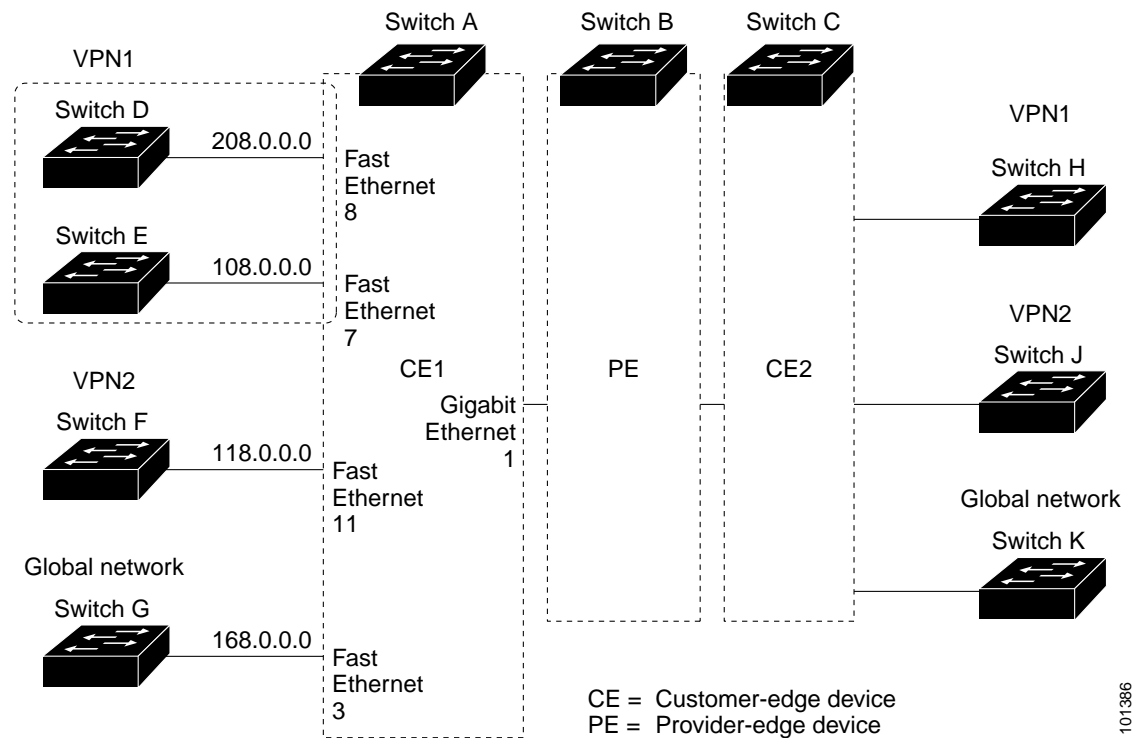 Switch A
Switch B
Switch C
VPN1
Switch D
208.0.0.0
Fast
Ethernet
8
Switch E
108.0.0.0
Fast
Ethernet
7
VPN2
Switch F
118.0.0.0
Fast
Ethernet
11
Global network
Switch G
168.0.0.0
Fast
Ethernet
3
CE1
Gigabit
Ethernet
1
PE
CE2
VPN1
Switch H
VPN2
Switch J
Global network
Switch K
CE = Customer-edge device
PE = Provider-edge device
101386